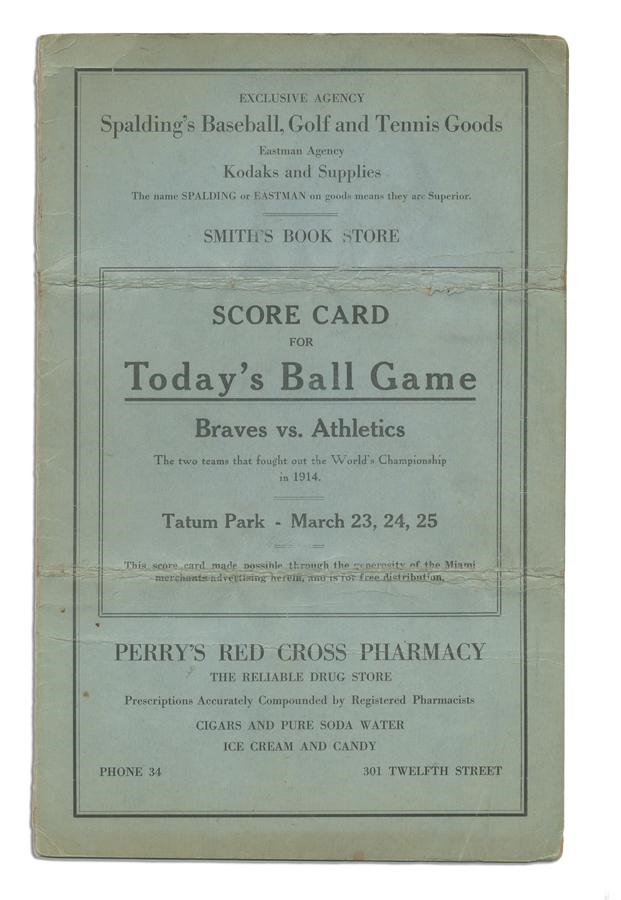 EXCLUSIVE AGENCY
Spalding's Baseball, Golf and Tennis Goods
Eastman Agency
Kodaks and Supplies
The name SPALDING or EASTMAN on goods means they are Superior.
SMITH'S BOOK STORE
SCORE CARD
FOR
Today's Ball Game
Braves vs. Athletics
The two teams that fought out the World's Championship
in 1914.
Tatum Park - March 23, 24, 25
This score card made possible through the generosity of the Miami
merchants advertising herein, and is for free distribution.
PERRY'S RED CROSS PHARMACY
THE RELIABLE DRUG STORE
Prescriptions Accurately Compounded by Registered Pharmacists
CIGARS AND PURE SODA WATER
ICE CREAM AND CANDY
PHONE 34 301 TWELFTH STREET